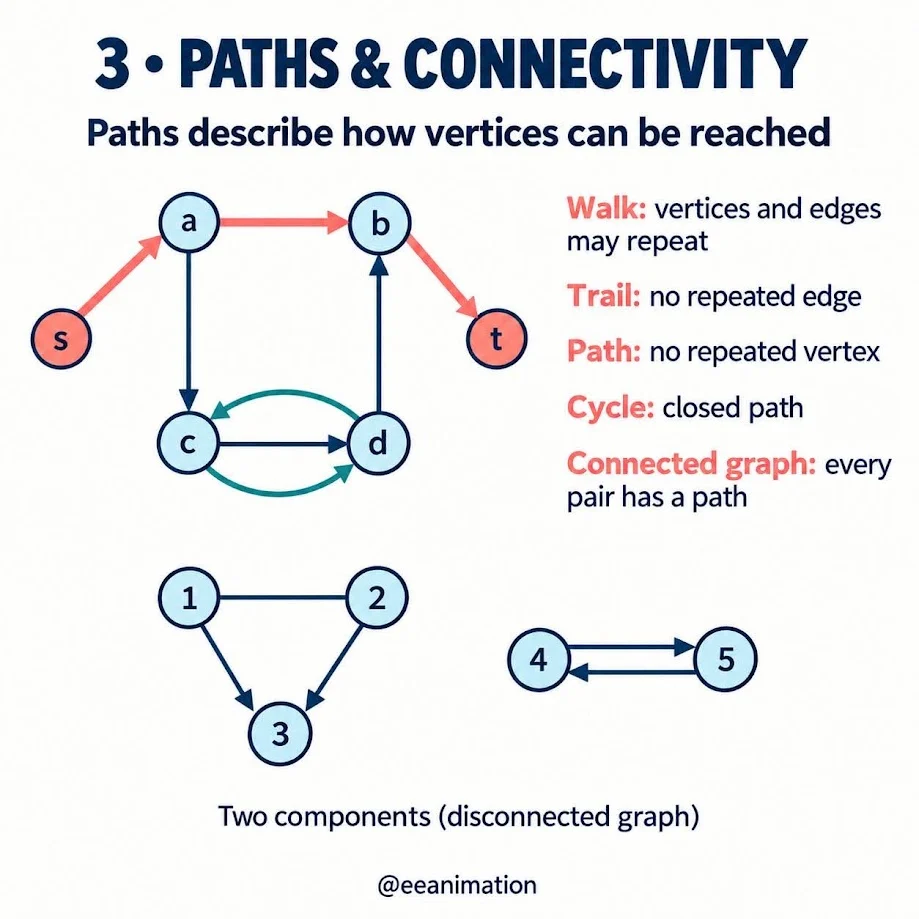 3 • PATHS & CONNECTIVITY
Paths describe how vertices can be reached
a
b
s
t
c
d
Walk: vertices and edges
may repeat
Trail: no repeated edge
Path: no repeated vertex
Cycle: closed path
Connected graph: every
pair has a path
1
2
3
4
5
Two components (disconnected graph)
@eeanimation